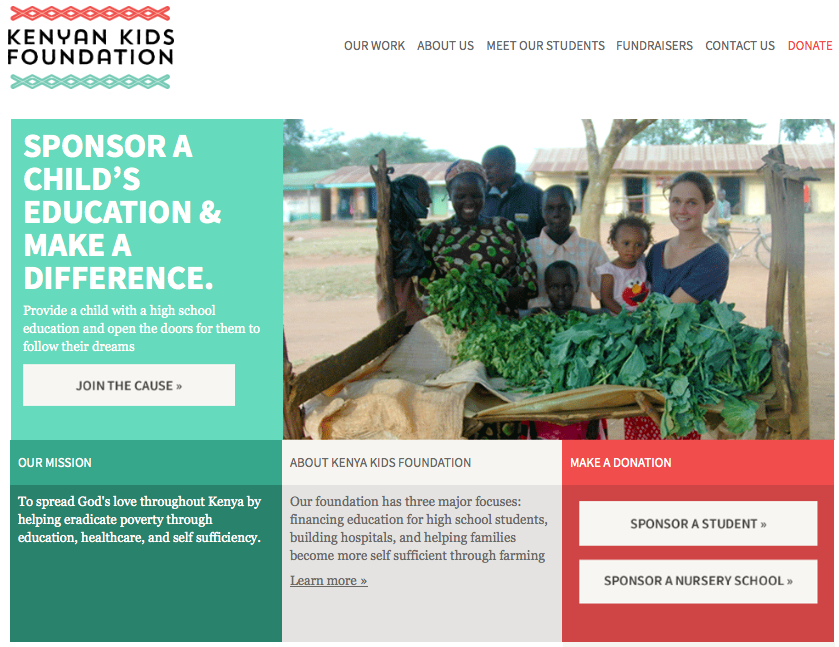 KENYAN KIDS
FOUNDATION
OUR WORK ABOUT US MEET OUR STUDENTS FUNDRAISERS CONTACT US DONATE
SPONSOR A
CHILD'S
EDUCATION &
MAKE A
DIFFERENCE.
Provide a child with a high school
education and open the doors for them to
follow their dreams
JOIN THE CAUSE »
OUR MISSION
To spread God's love throughout Kenya by
helping eradicate poverty through
education, healthcare, and self sufficiency.
ABOUT KENYA KIDS FOUNDATION
Our foundation has three major focuses:
financing education for high school students,
building hospitals, and helping families
become more self sufficient through farming
Learn more »
MAKE A DONATION
SPONSOR A STUDENT »
SPONSOR A NURSERY SCHOOL »